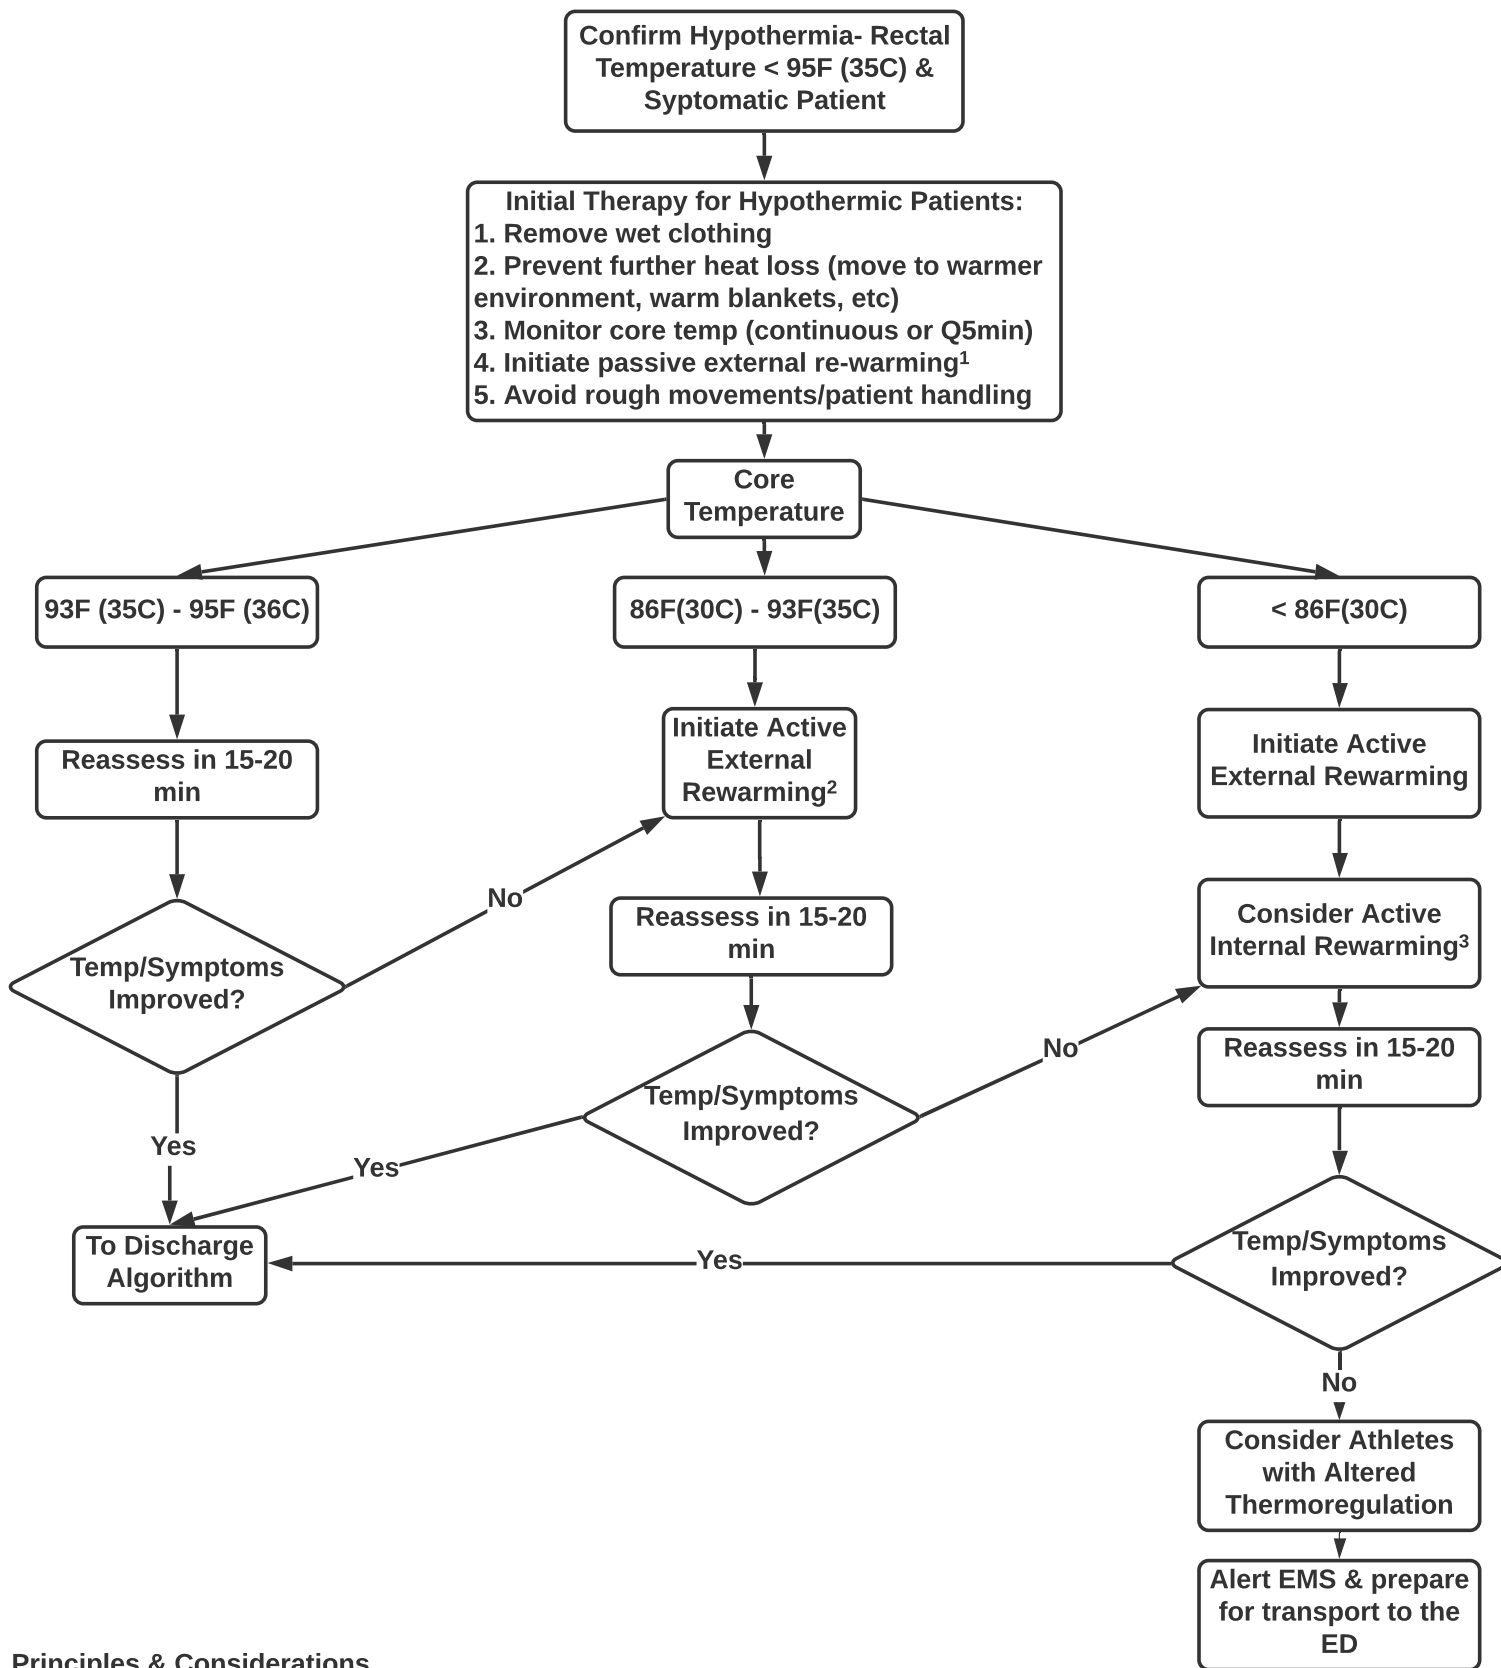 Confirm Hypothermia- Rectal
Temperature < 95F (35C) &
Syptomatic Patient
Initial Therapy for Hypothermic Patients:
1. Remove wet clothing
2. Prevent further heat loss (move to warmer
environment, warm blankets, etc)
3. Monitor core temp (continuous or Q5min)
4. Initiate passive external re-warming¹
5. Avoid rough movements/patient handling
Core
Temperature
93F (35C) - 95F (36C)
86F(30C) - 93F(35C)
< 86F(30C)
Reassess in 15-20
min
Initiate Active
External
Rewarming²
Initiate Active
External Rewarming
No
Reassess in 15-20
min
Consider Active
Internal Rewarming³
Temp/Symptoms
Improved?
No
Reassess in 15-20
min
Temp/Symptoms
Improved?
Yes
Yes
To Discharge
Algorithm
Yes
Temp/Symptoms
Improved?
No
Consider Athletes
with Altered
Thermoregulation
Alert EMS & prepare
for transport to the
ED
Principles & Considerations